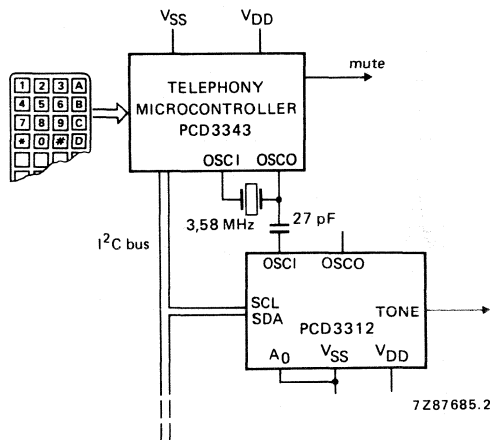 VSS VDD
TELEPHONY
MICROCONTROLLER
PCD3343
OSCI OSCO
mute
1 2 3 A
4 5 6 B
7 8 9 C
* 0 # D
3,58 MHz
27 pF
I²C bus
OSCI OSCO
SCL
SDA
TONE
PCD3312
A0 VSS VDD
7Z87685.2